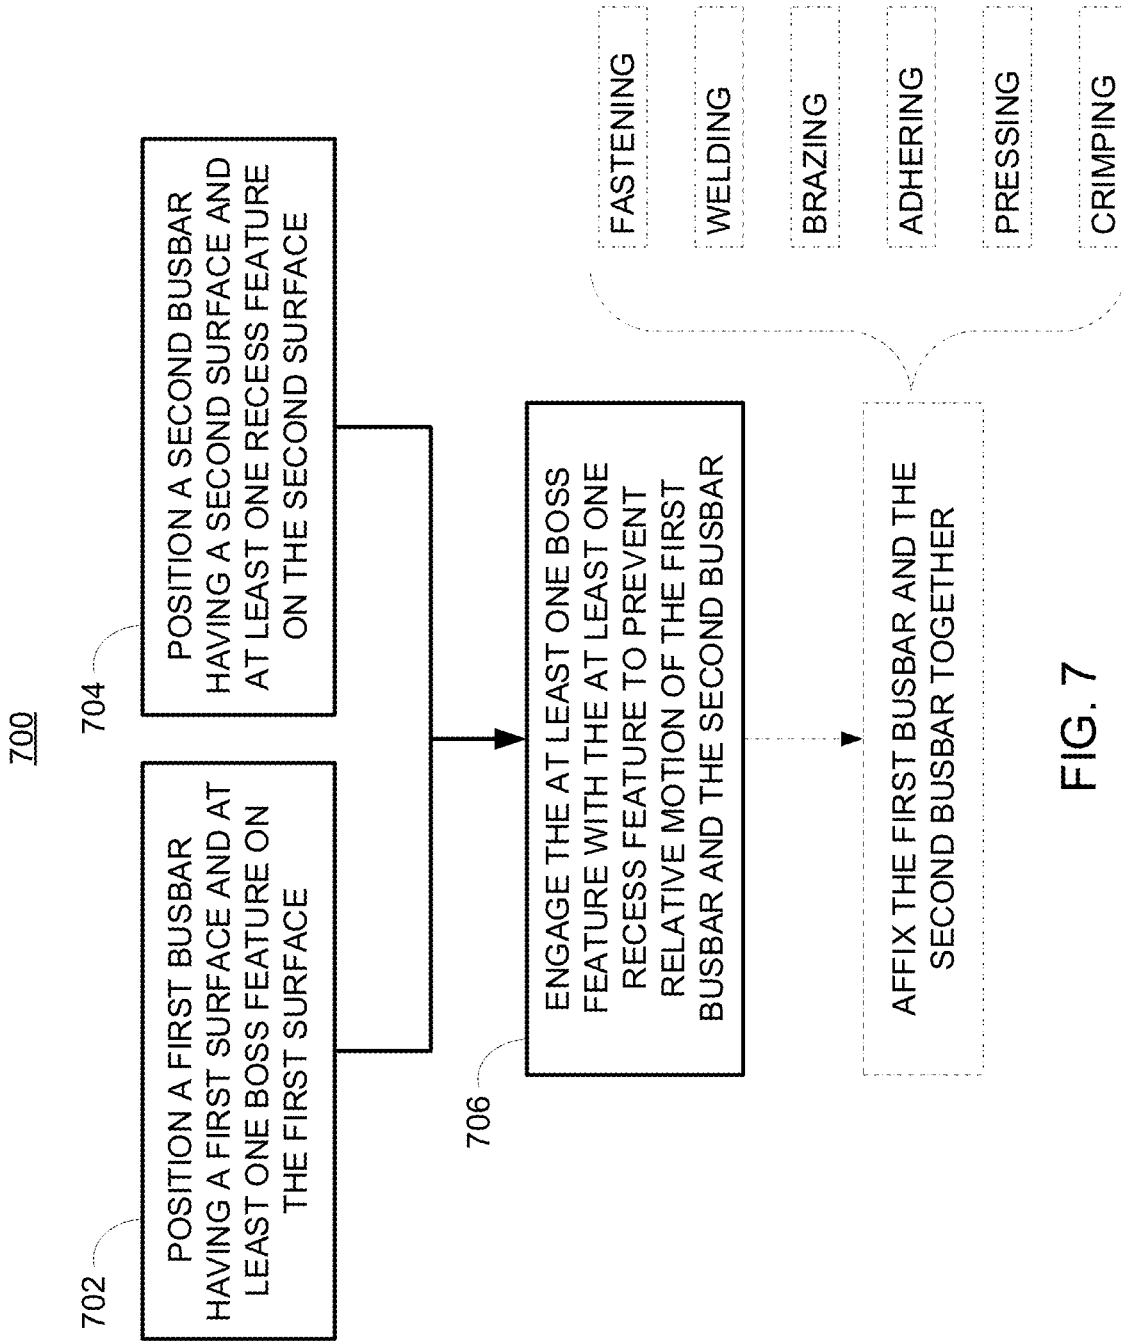 700
702
POSITION A FIRST BUSBAR
HAVING A FIRST SURFACE AND AT
LEAST ONE BOSS FEATURE ON
THE FIRST SURFACE
704
POSITION A SECOND BUSBAR
HAVING A SECOND SURFACE AND
AT LEAST ONE RECESS FEATURE
ON THE SECOND SURFACE
706
ENGAGE THE AT LEAST ONE BOSS
FEATURE WITH THE AT LEAST ONE
RECESS FEATURE TO PREVENT
RELATIVE MOTION OF THE FIRST
BUSBAR AND THE SECOND BUSBAR
AFFIX THE FIRST BUSBAR AND THE
SECOND BUSBAR TOGETHER
FASTENING
WELDING
BRAZING
ADHERING
PRESSING
CRIMPING
FIG. 7